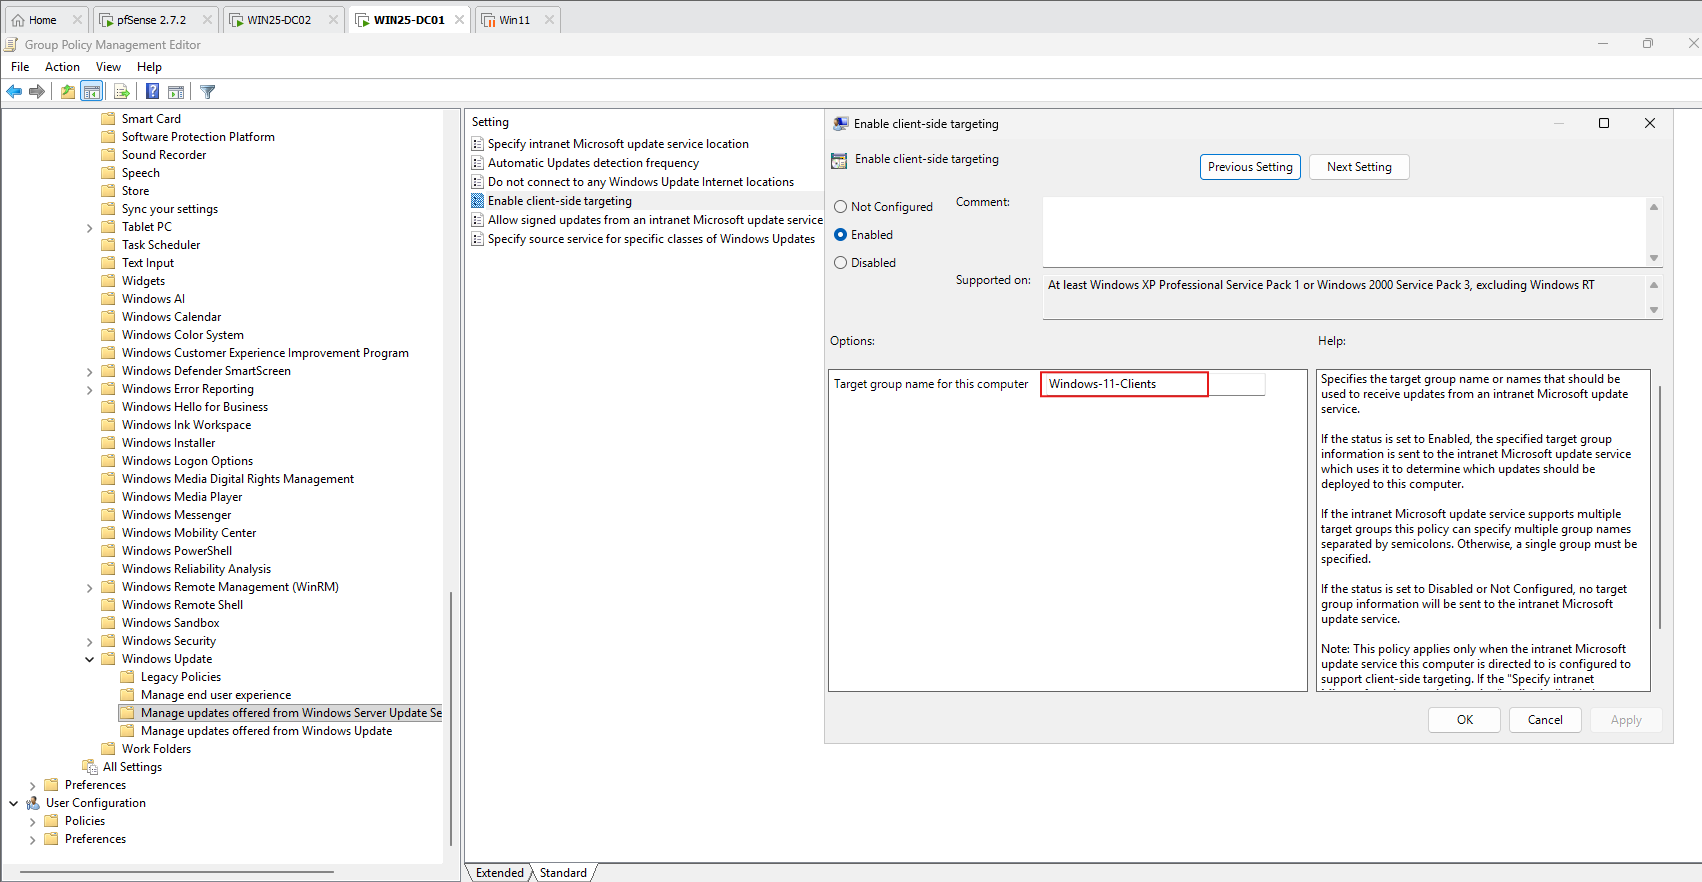 Home
pfSense 2.7.2
WIN25-DC02
WIN25-DC01
Win11
Group Policy Management Editor
File Action View Help
Smart Card
Software Protection Platform
Sound Recorder
Speech
Store
Sync your settings
Tablet PC
Task Scheduler
Text Input
Widgets
Windows AI
Windows Calendar
Windows Color System
Windows Customer Experience Improvement Program
Windows Defender SmartScreen
Windows Error Reporting
Windows Hello for Business
Windows Ink Workspace
Windows Installer
Windows Logon Options
Windows Media Digital Rights Management
Windows Media Player
Windows Messenger
Windows Mobility Center
Windows PowerShell
Windows Reliability Analysis
Windows Remote Management (WinRM)
Windows Remote Shell
Windows Sandbox
Windows Security
Windows Update
Legacy Policies
Manage end user experience
Manage updates offered from Windows Server Update Se
Manage updates offered from Windows Update
Work Folders
All Settings
Preferences
User Configuration
Policies
Preferences
Setting
Specify intranet Microsoft update service location
Automatic Updates detection frequency
Do not connect to any Windows Update Internet locations
Enable client-side targeting
Allow signed updates from an intranet Microsoft update service
Specify source service for specific classes of Windows Updates
Extended
Standard
Enable client-side targeting
Enable client-side targeting
Previous Setting
Next Setting
Not Configured
Enabled
Disabled
Comment:
Supported on:
At least Windows XP Professional Service Pack 1 or Windows 2000 Service Pack 3, excluding Windows RT
Options:
Target group name for this computer
Windows-11-Clients
Help:
Specifies the target group name or names that should be
used to receive updates from an intranet Microsoft update
service.
If the status is set to Enabled, the specified target group
information is sent to the intranet Microsoft update service
which uses it to determine which updates should be
deployed to this computer.
If the intranet Microsoft update service supports multiple
target groups this policy can specify multiple group names
separated by semicolons. Otherwise, a single group must be
specified.
If the status is set to Disabled or Not Configured, no target
group information will be sent to the intranet Microsoft
update service.
Note: This policy applies only when the intranet Microsoft
update service this computer is directed to is configured to
support client-side targeting. If the "Specify intranet
OK
Cancel
Apply